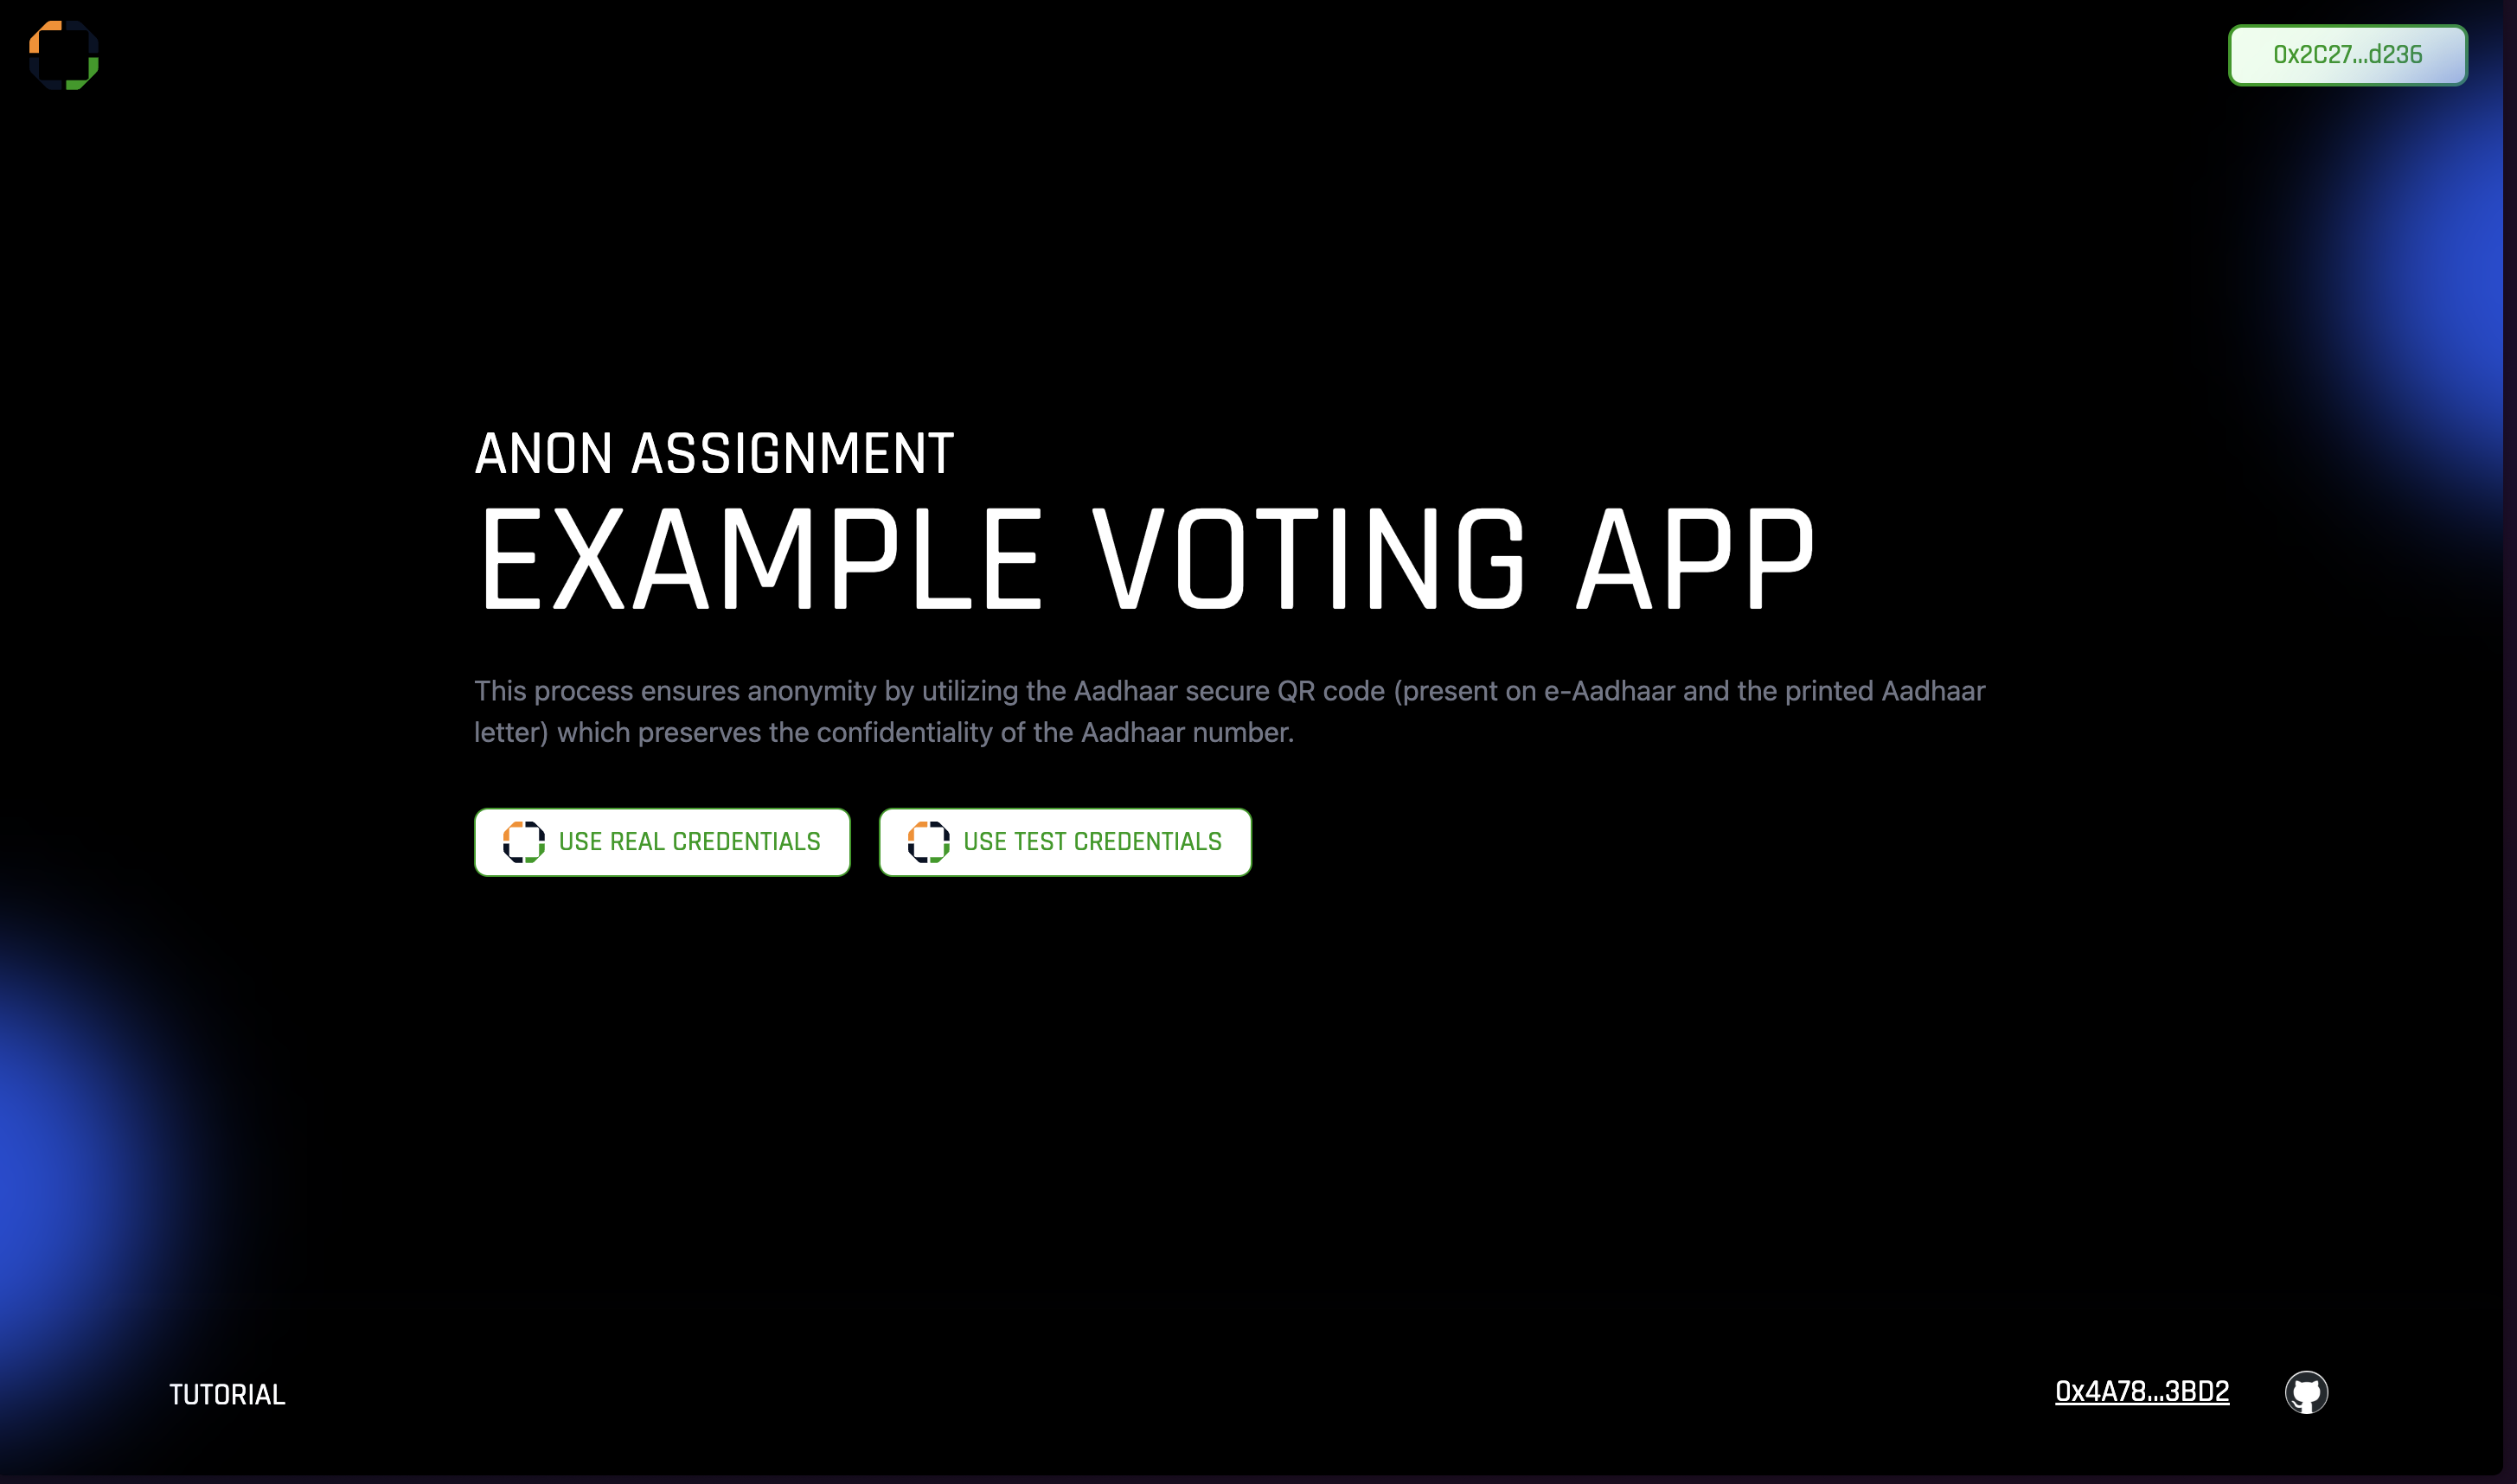 0x2C27...d236
ANON ASSIGNMENT
EXAMPLE VOTING APP
This process ensures anonymity by utilizing the Aadhaar secure QR code (present on e-Aadhaar and the printed Aadhaar
letter) which preserves the confidentiality of the Aadhaar number.
USE REAL CREDENTIALS
USE TEST CREDENTIALS
TUTORIAL
0x4A78...3BD2